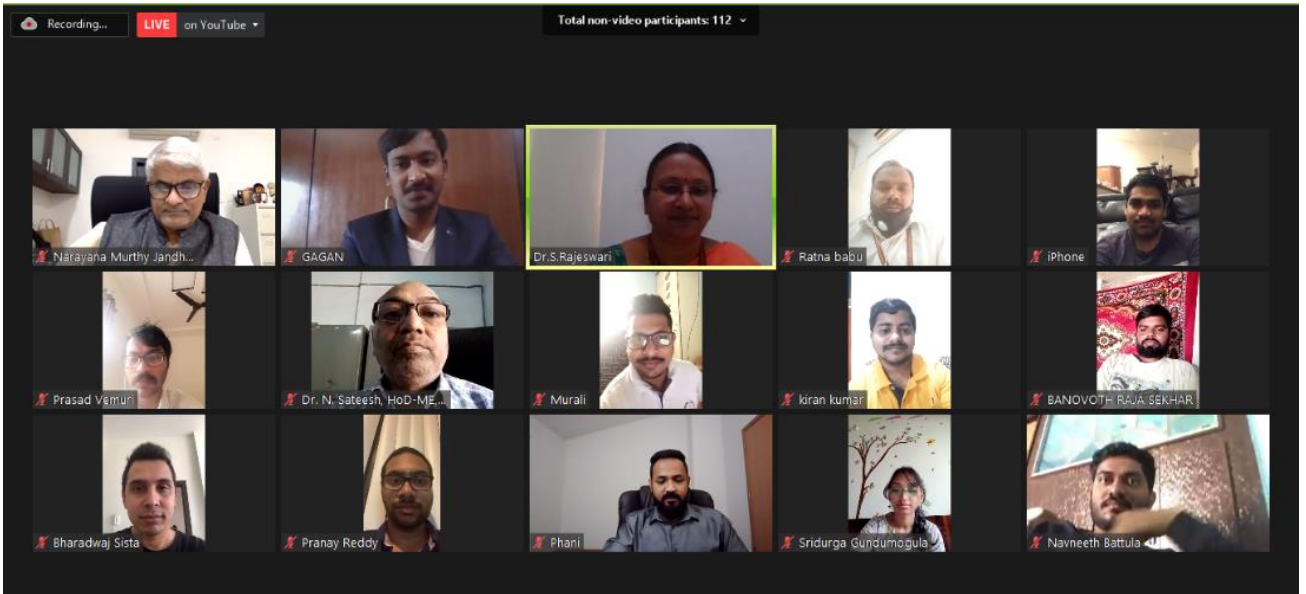 Recording...
LIVE on YouTube
Total non-video participants: 112
Narayana Murthy Jandh...
GAGAN
Dr.S.Rajeswari
Ratna babu
iPhone
Prasad Vemuri
Dr. N. Sateesh, HoD-ME,...
Murali
kiran kumar
BANOVOTH RAJA SEKHAR
Bharadwaj Sista
Pranay Reddy
Phani
Sridurga Gundumogula
Navneeth Battula